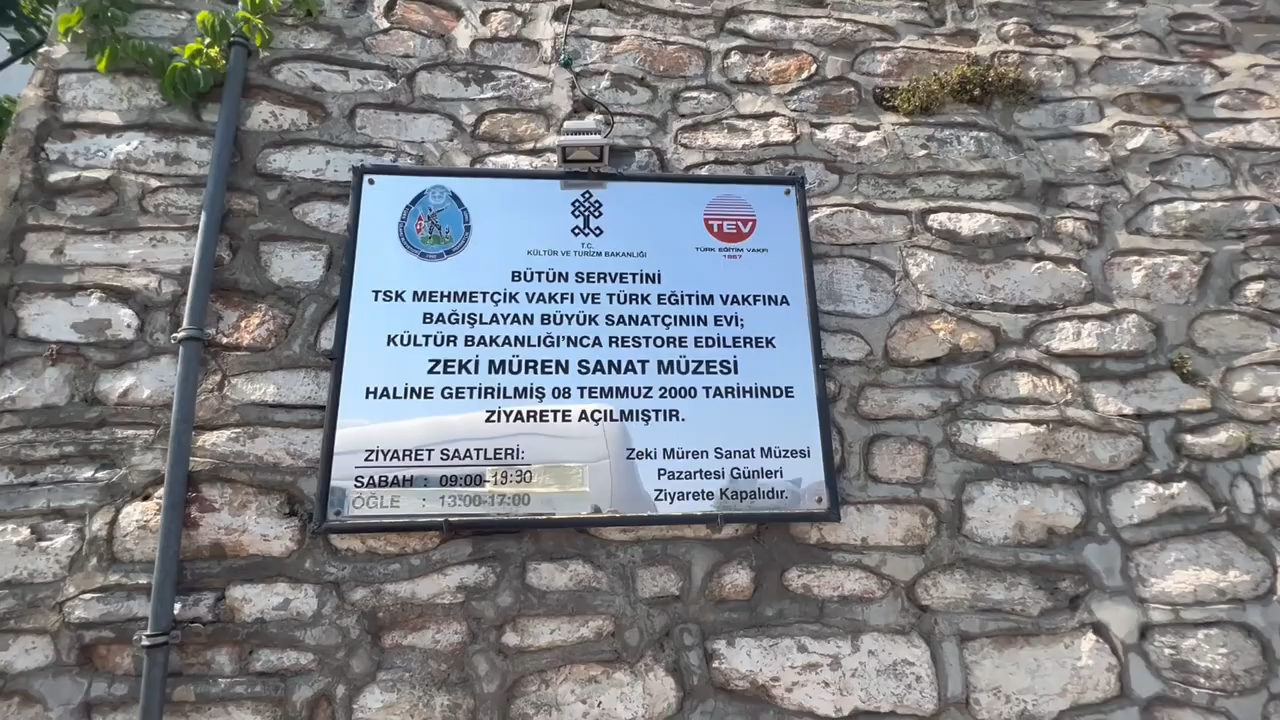 TEV
T.C.
KÜLTÜR VE TURİZM BAKANLIĞI
TÜRK EĞİTİM VAKFI
1967
BÜTÜN SERVETİNİ
TSK MEHMETÇİK VAKFI VE TÜRK EĞİTİM VAKFINA
BAĞIŞLAYAN BÜYÜK SANATÇININ EVİ;
KÜLTÜR BAKANLIĞI'NCA RESTORE EDİLEREK
ZEKİ MÜREN SANAT MÜZESİ
HALİNE GETİRİLMİŞ 08 TEMMUZ 2000 TARİHİNDE
ZİYARETE AÇILMIŞTIR.
ZİYARET SAATLERİ:
SABAH : 09:00-19:30
ÖĞLE : 13:00-17:00
Zeki Müren Sanat Müzesi
Pazartesi Günleri
Ziyarete Kapalıdır.